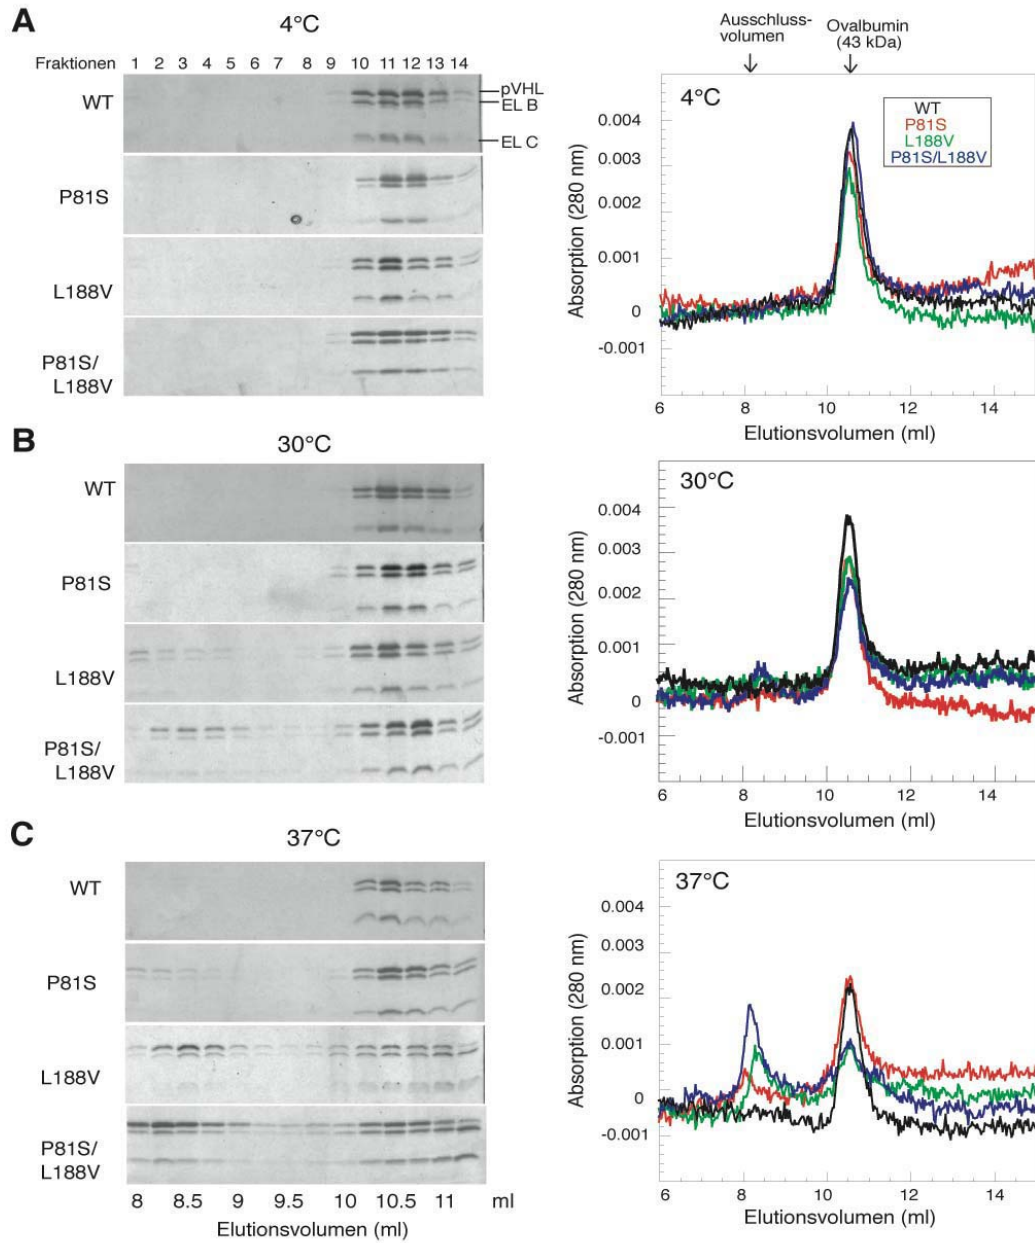 A
4°C
Fraktionen 1 2 3 4 5 6 7 8 9 10 11 12 13 14
WT
pVHL
EL B
EL C
P81S
L188V
P81S/
L188V
Ausschluss-
volumen
Ovalbumin
(43 kDa)
4°C
WT
P81S
L188V
P81S/L188V
0.004
0.003
0.002
0.001
0
-0.001
Absorption (280 nm)
6 8 10 12 14
Elutionsvolumen (ml)
B
30°C
WT
P81S
L188V
P81S/
L188V
30°C
0.004
0.003
0.002
0.001
0
-0.001
Absorption (280 nm)
6 8 10 12 14
Elutionsvolumen (ml)
C
37°C
WT
P81S
L188V
P81S/
L188V
8 8.5 9 9.5 10 10.5 11 ml
Elutionsvolumen (ml)
37°C
0.004
0.003
0.002
0.001
0
-0.001
Absorption (280 nm)
6 8 10 12 14
Elutionsvolumen (ml)